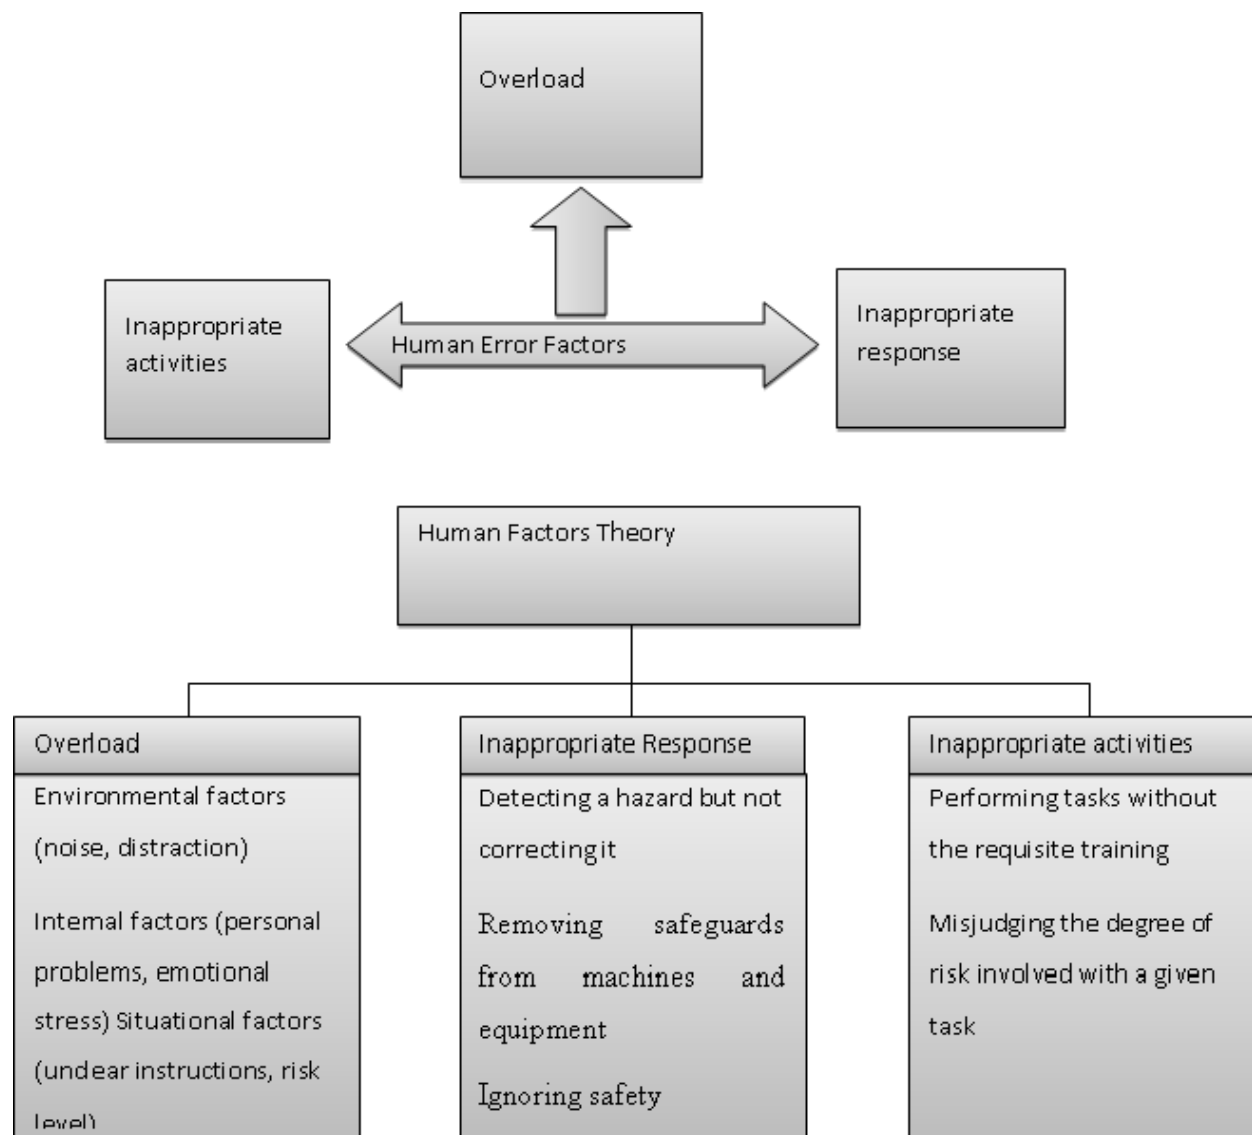 Overload
Inappropriate
activities
Human Error Factors
Inappropriate
response
Human Factors Theory
Overload
Environmental factors
(noise, distraction)
Internal factors (personal
problems, emotional
stress) Situational factors
(unclear instructions, risk
level)
Inappropriate Response
Detecting a hazard but not
correcting it
Removing safeguards
from machines and
equipment
Ignoring safety
Inappropriate activities
Performing tasks without
the requisite training
Misjudging the degree of
risk involved with a given
task